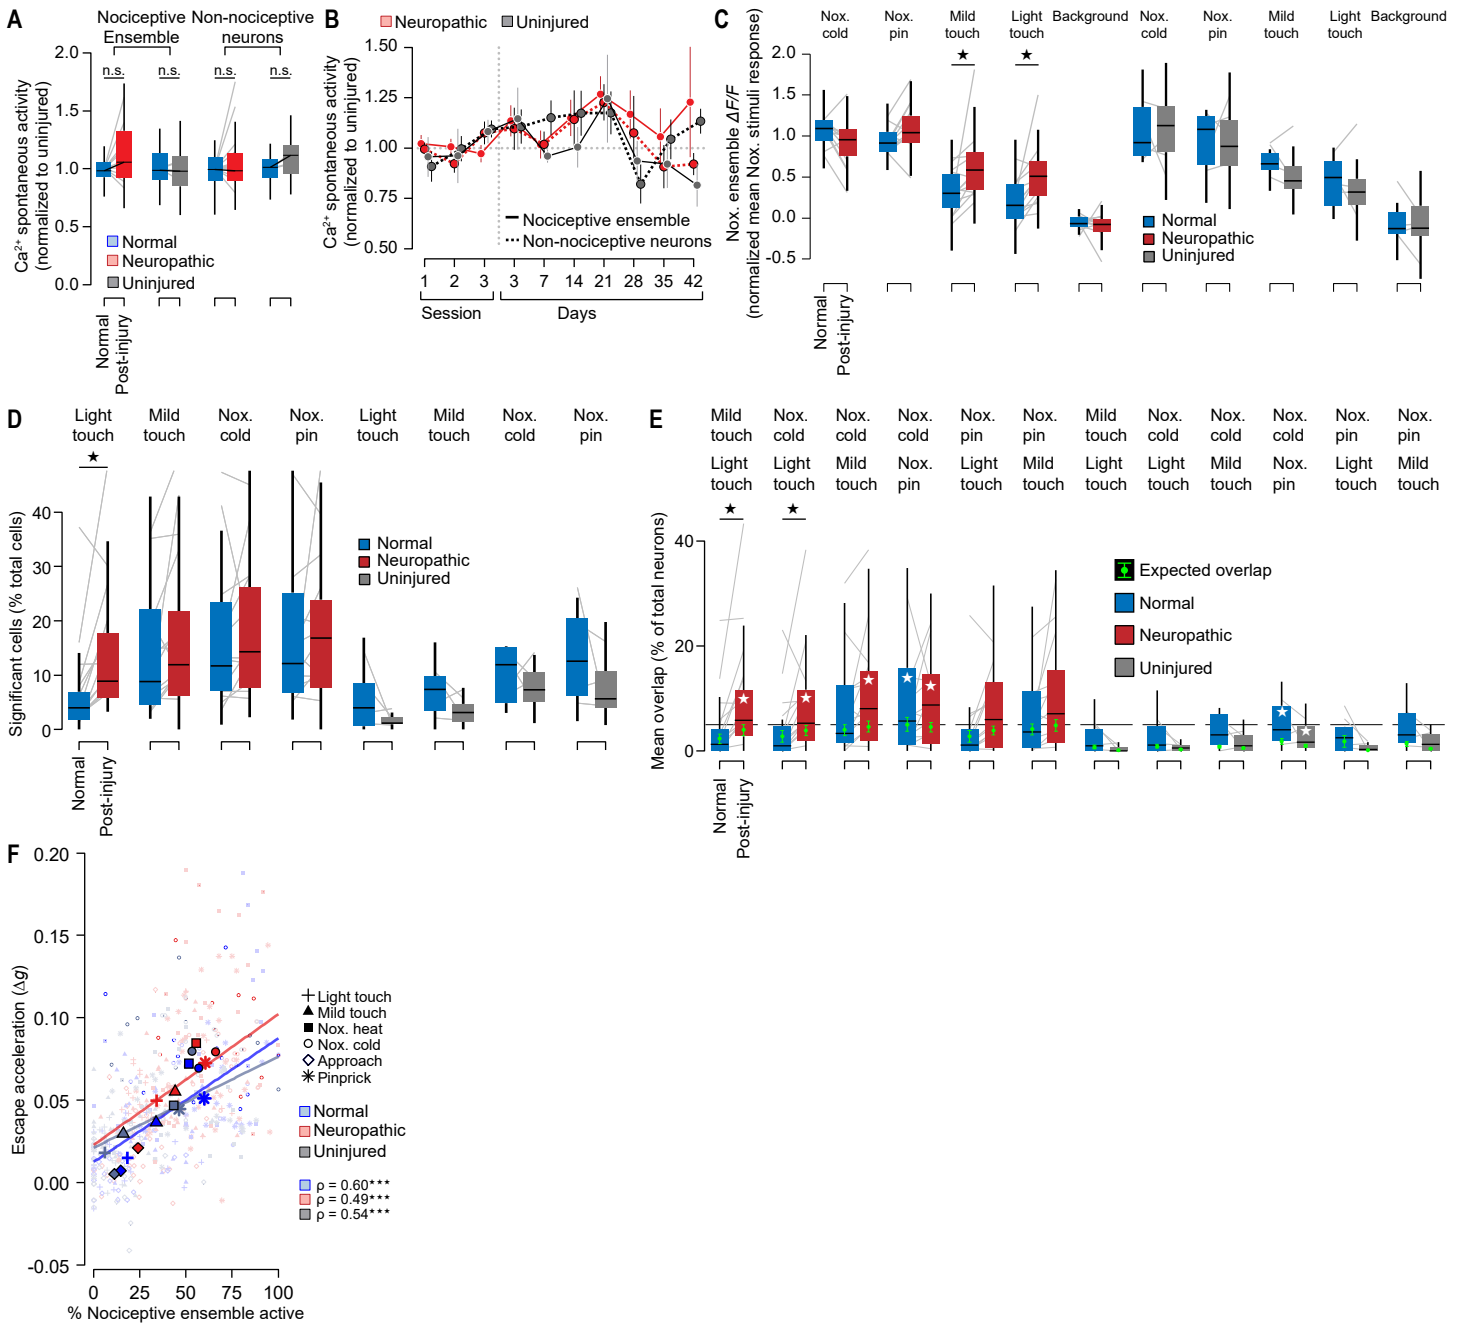 A
Nociceptive Non-nociceptive
Ensemble neurons
Ca²⁺ spontaneous activity
(normalized to uninjured)
2.0
1.5
1.0
0.5
0.0
n.s. n.s. n.s. n.s.
Normal
Neuropathic
Uninjured
Normal
Post-injury
B
Neuropathic Uninjured
Ca²⁺ spontaneous activity
(normalized to uninjured)
1.50
1.25
1.00
0.75
0.50
Nociceptive ensemble
Non-nociceptive neurons
1 2 3 3 7 14 21 28 35 42
Session Days
C
Nox. Nox. Mild Light Background Nox. Nox. Mild Light Background
cold pin touch touch cold pin touch touch
Nox. ensemble ΔF/F
(normalized mean Nox. stimuli response)
2.0
1.5
1.0
0.5
0.0
-0.5
★ ★
Normal
Neuropathic
Uninjured
Normal
Post-injury
D
Light Mild Nox. Nox. Light Mild Nox. Nox.
touch touch cold pin touch touch cold pin
★
Significant cells (% total cells)
40
30
20
10
0
Normal
Neuropathic
Uninjured
Normal
Post-injury
E
Mild Nox. Nox. Nox. Nox. Nox. Mild Nox. Nox. Nox. Nox. Nox.
touch cold cold cold pin pin touch cold cold cold pin pin
Light Light Mild Nox. Light Mild Light Light Mild Nox. Light Mild
touch touch touch pin touch touch touch touch touch pin touch touch
★ ★
Mean overlap (% of total neurons)
40
20
0
Expected overlap
Normal
Neuropathic
Uninjured
Normal
Post-injury
F
Escape acceleration (Δg)
0.20
0.15
0.10
0.05
0.00
-0.05
Light touch
Mild touch
Nox. heat
Nox. cold
Approach
Pinprick
Normal
Neuropathic
Uninjured
ρ = 0.60★★★
ρ = 0.49★★★
ρ = 0.54★★★
0 25 50 75 100
% Nociceptive ensemble active